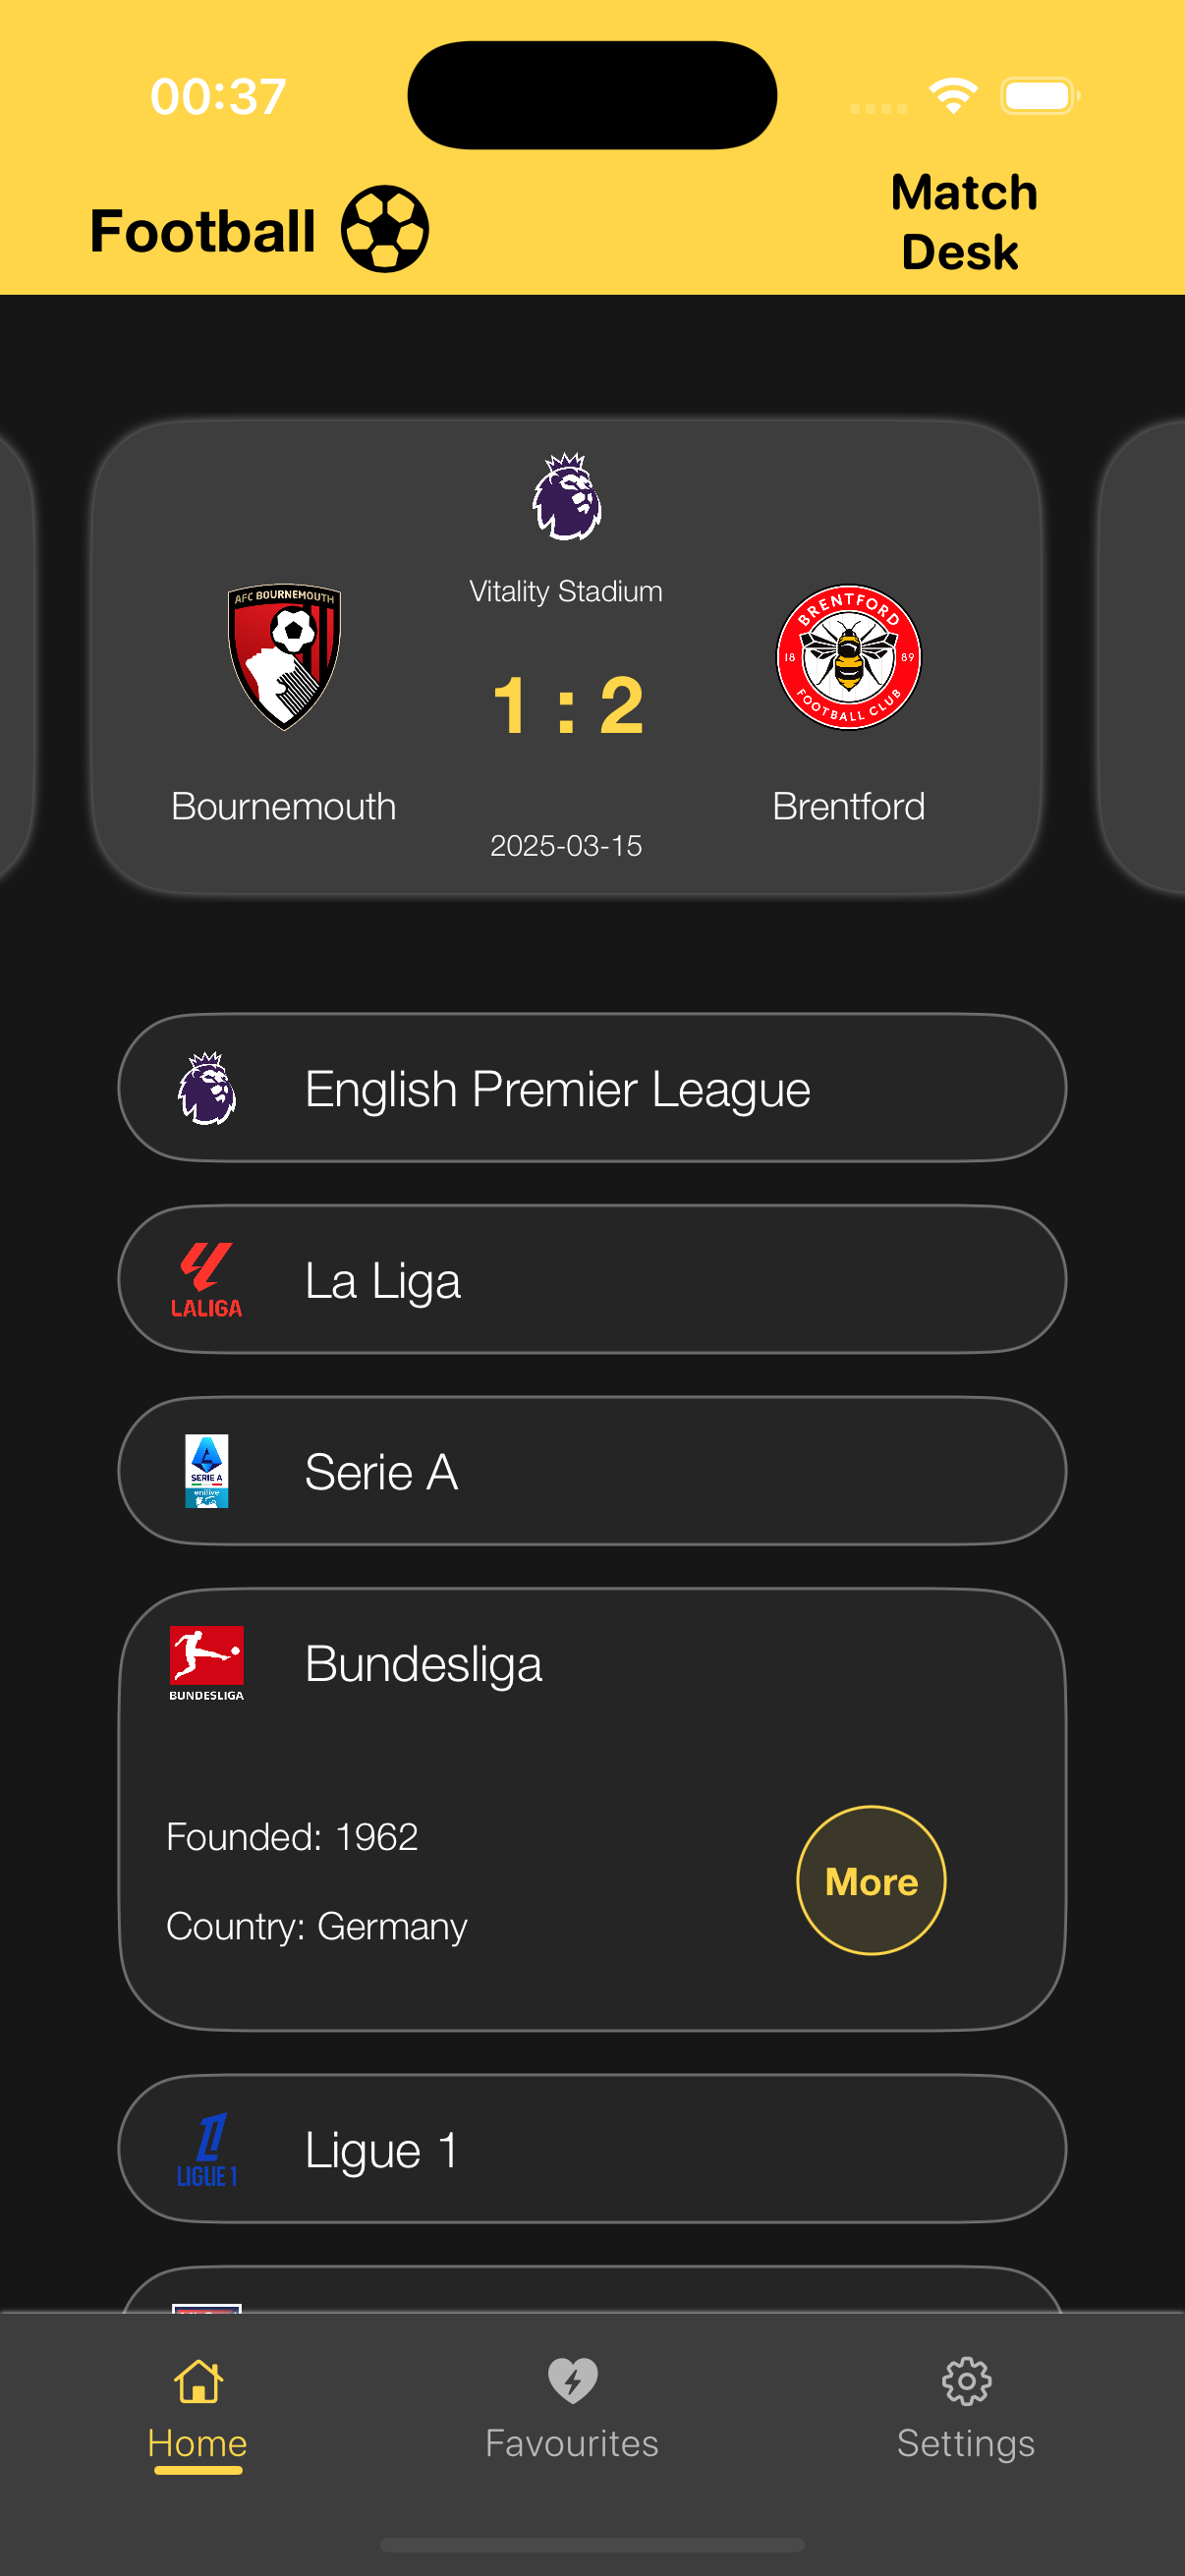 00:37
Football
Match
Desk
Vitality Stadium
AFC BOURNEMOUTH
BRENTFORD
18 89
FOOTBALL CLUB
1 : 2
Bournemouth
Brentford
2025-03-15
English Premier League
LALIGA
La Liga
SERIE A
enilive
Serie A
Bundesliga
BUNDESLIGA
Founded: 1962
More
Country: Germany
Ligue 1
LIGUE 1
Home
Favourites
Settings